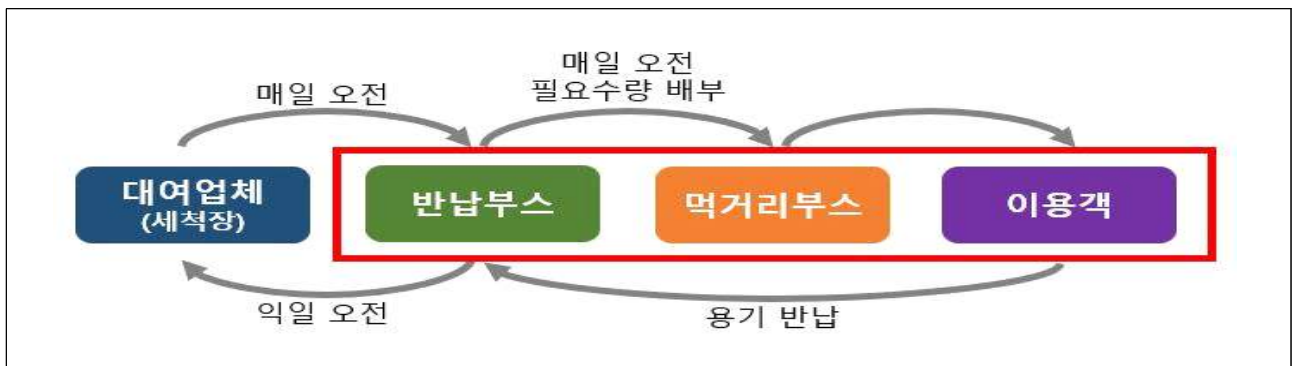 매일 오전
매일 오전
필요수량 배부
대여업체
(세척장)
반납부스
먹거리부스
이용객
익일 오전
용기 반납